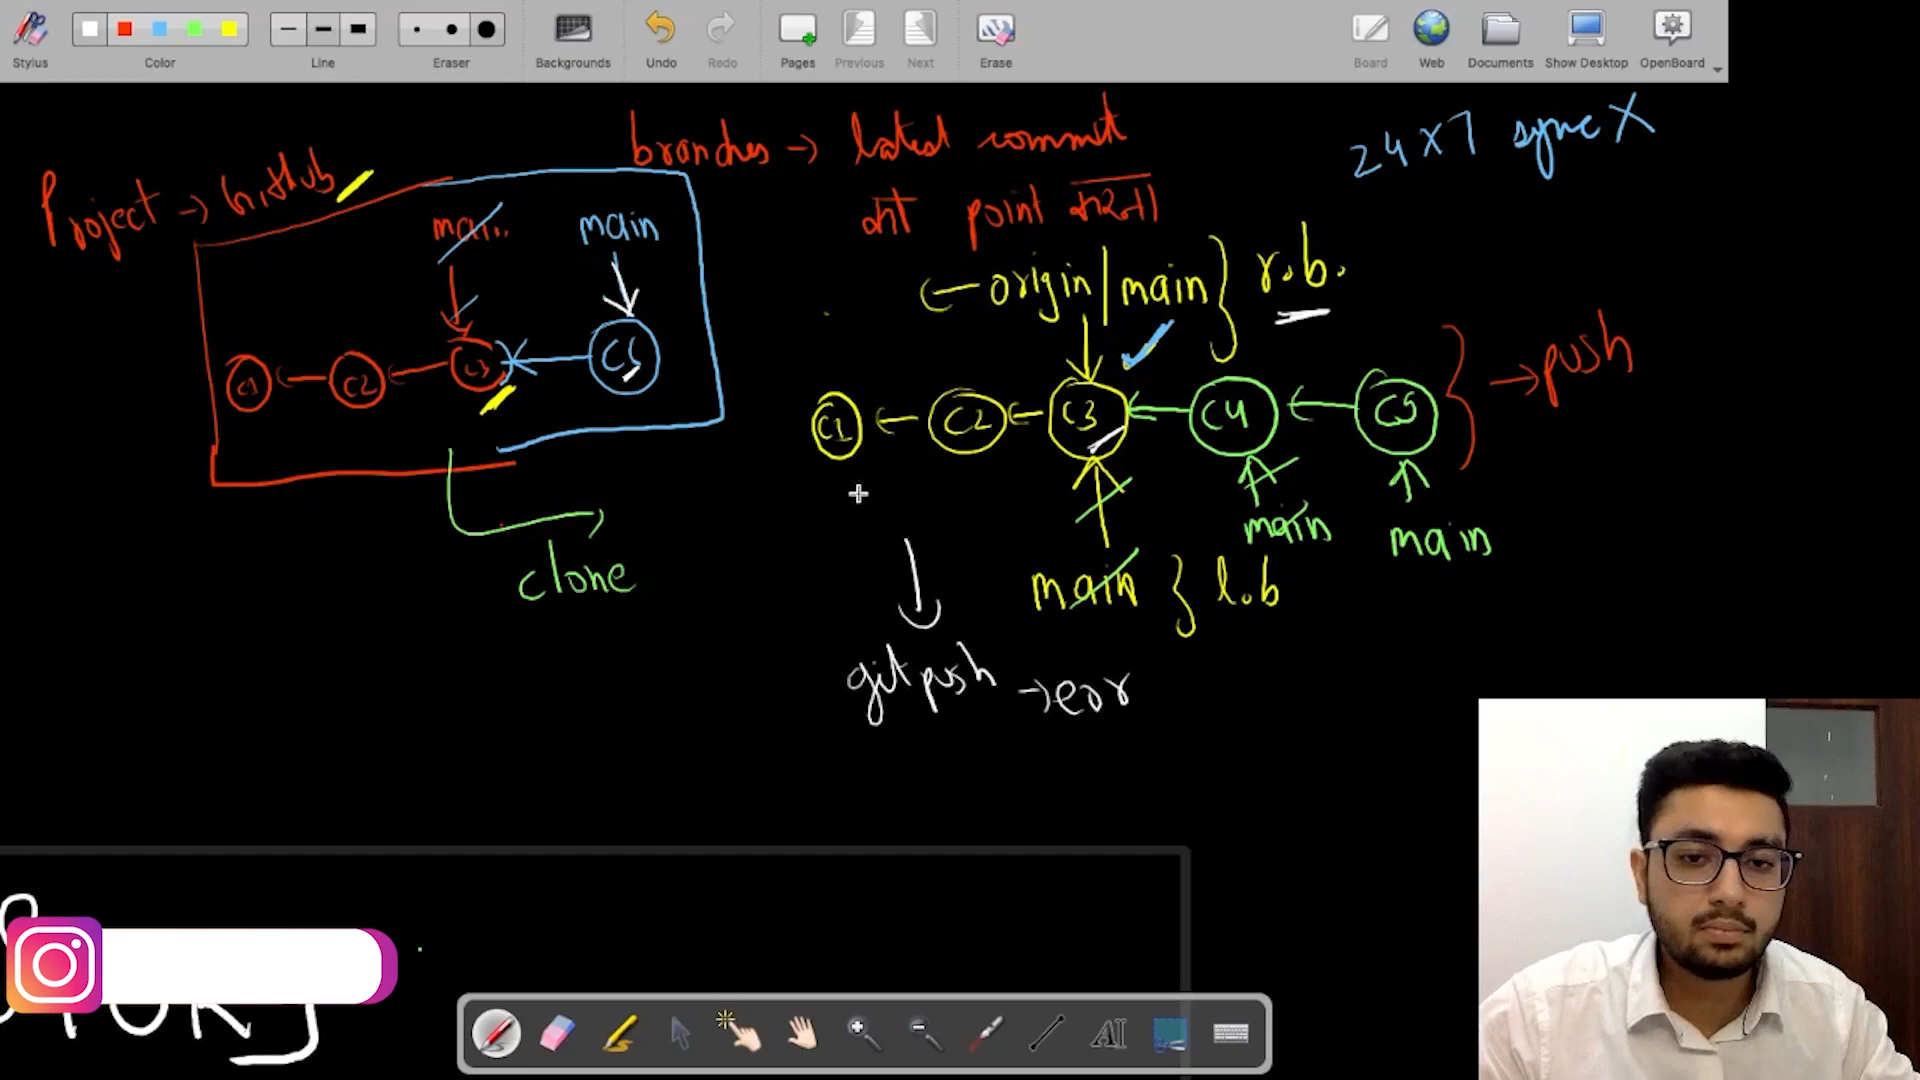 Stylus
Color
Line
Eraser
Backgrounds
Undo
Redo
Pages
Previous
Next
Erase
Board
Web
Documents
Show Desktop
OpenBoard
branches → latest commit
point
24 X 7 sync X
Project → Github
main
main
C1 ← C2 ← C3 ←
← origin/main } r.b.
C1 ← C2 ← C3 ← C4 ← C5 } → push
main
main
main } l.b
clone
git push → eor